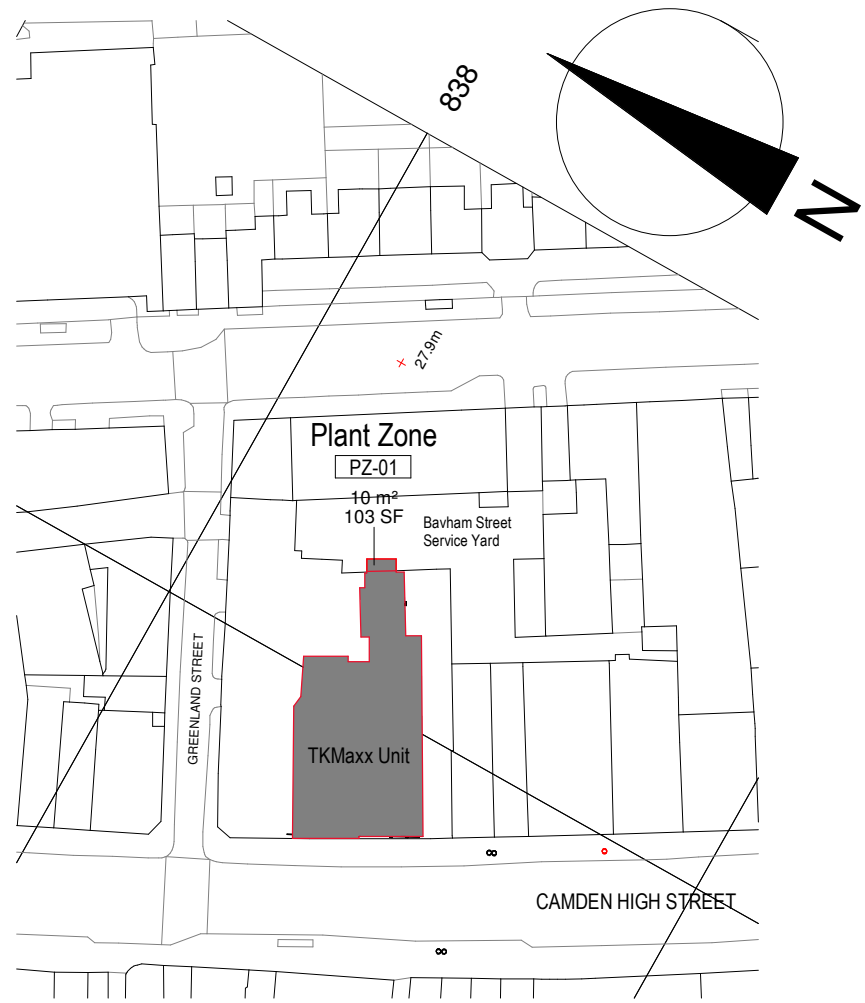 838
N
27.9m
Plant Zone
PZ-01
10 m²
103 SF
Bavham Street
Service Yard
GREENLAND STREET
TKMaxx Unit
CAMDEN HIGH STREET